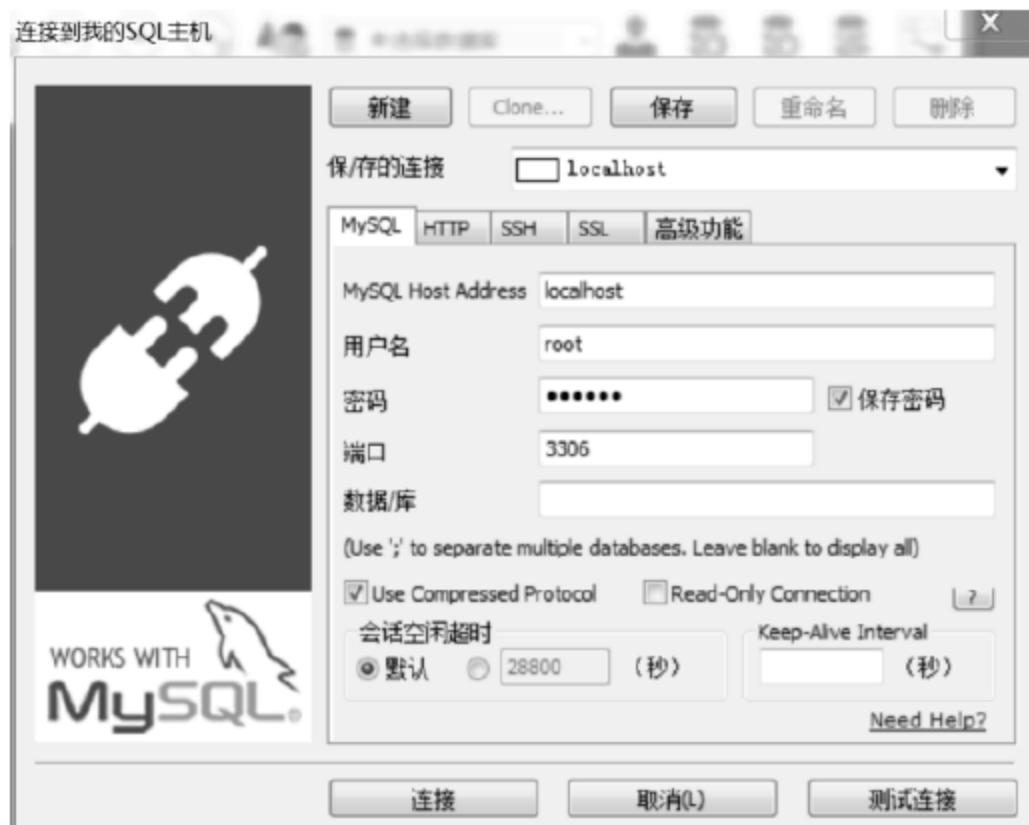 连接到我的SQL主机
X
新建 Clone... 保存 重命名 删除
保/存的连接 localhost
MySQL HTTP SSH SSL 高级功能
MySQL Host Address localhost
用户名 root
密码 •••••• 保存密码
端口 3306
数据/库
(Use ';' to separate multiple databases. Leave blank to display all)
Use Compressed Protocol Read-Only Connection ?
会话空闲超时 Keep-Alive Interval
默认 28800 (秒) (秒)
WORKS WITH
MySQL®
Need Help?
连接 取消(L) 测试连接